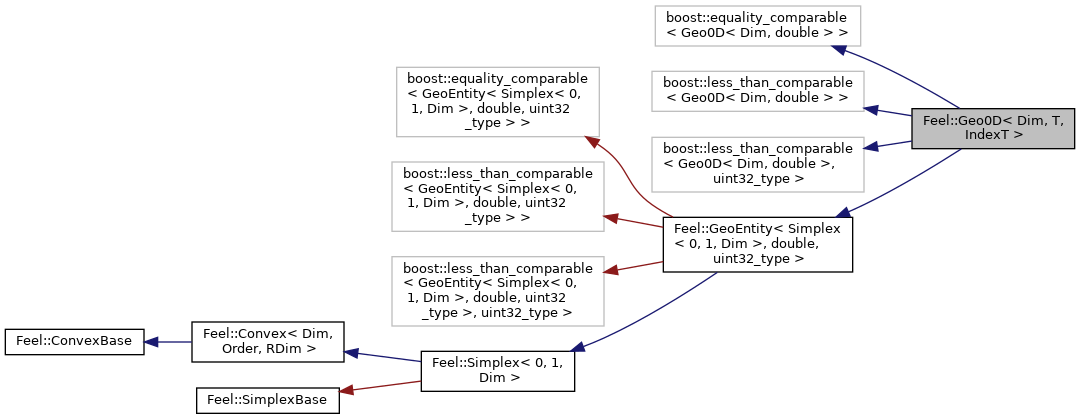 boost::equality_comparable
< Geo0D< Dim, double > >
boost::less_than_comparable
< Geo0D< Dim, double > >
boost::less_than_comparable
< Geo0D< Dim, double >,
uint32_type >
Feel::Geo0D< Dim, T,
IndexT >
boost::equality_comparable
< GeoEntity< Simplex< 0,
1, Dim >, double, uint32
_type > >
boost::less_than_comparable
< GeoEntity< Simplex< 0,
1, Dim >, double, uint32
_type > >
boost::less_than_comparable
< GeoEntity< Simplex< 0,
1, Dim >, double, uint32
_type >, uint32_type >
Feel::GeoEntity< Simplex
< 0, 1, Dim >, double,
uint32_type >
Feel::ConvexBase
Feel::Convex< Dim,
Order, RDim >
Feel::SimplexBase
Feel::Simplex< 0, 1,
Dim >